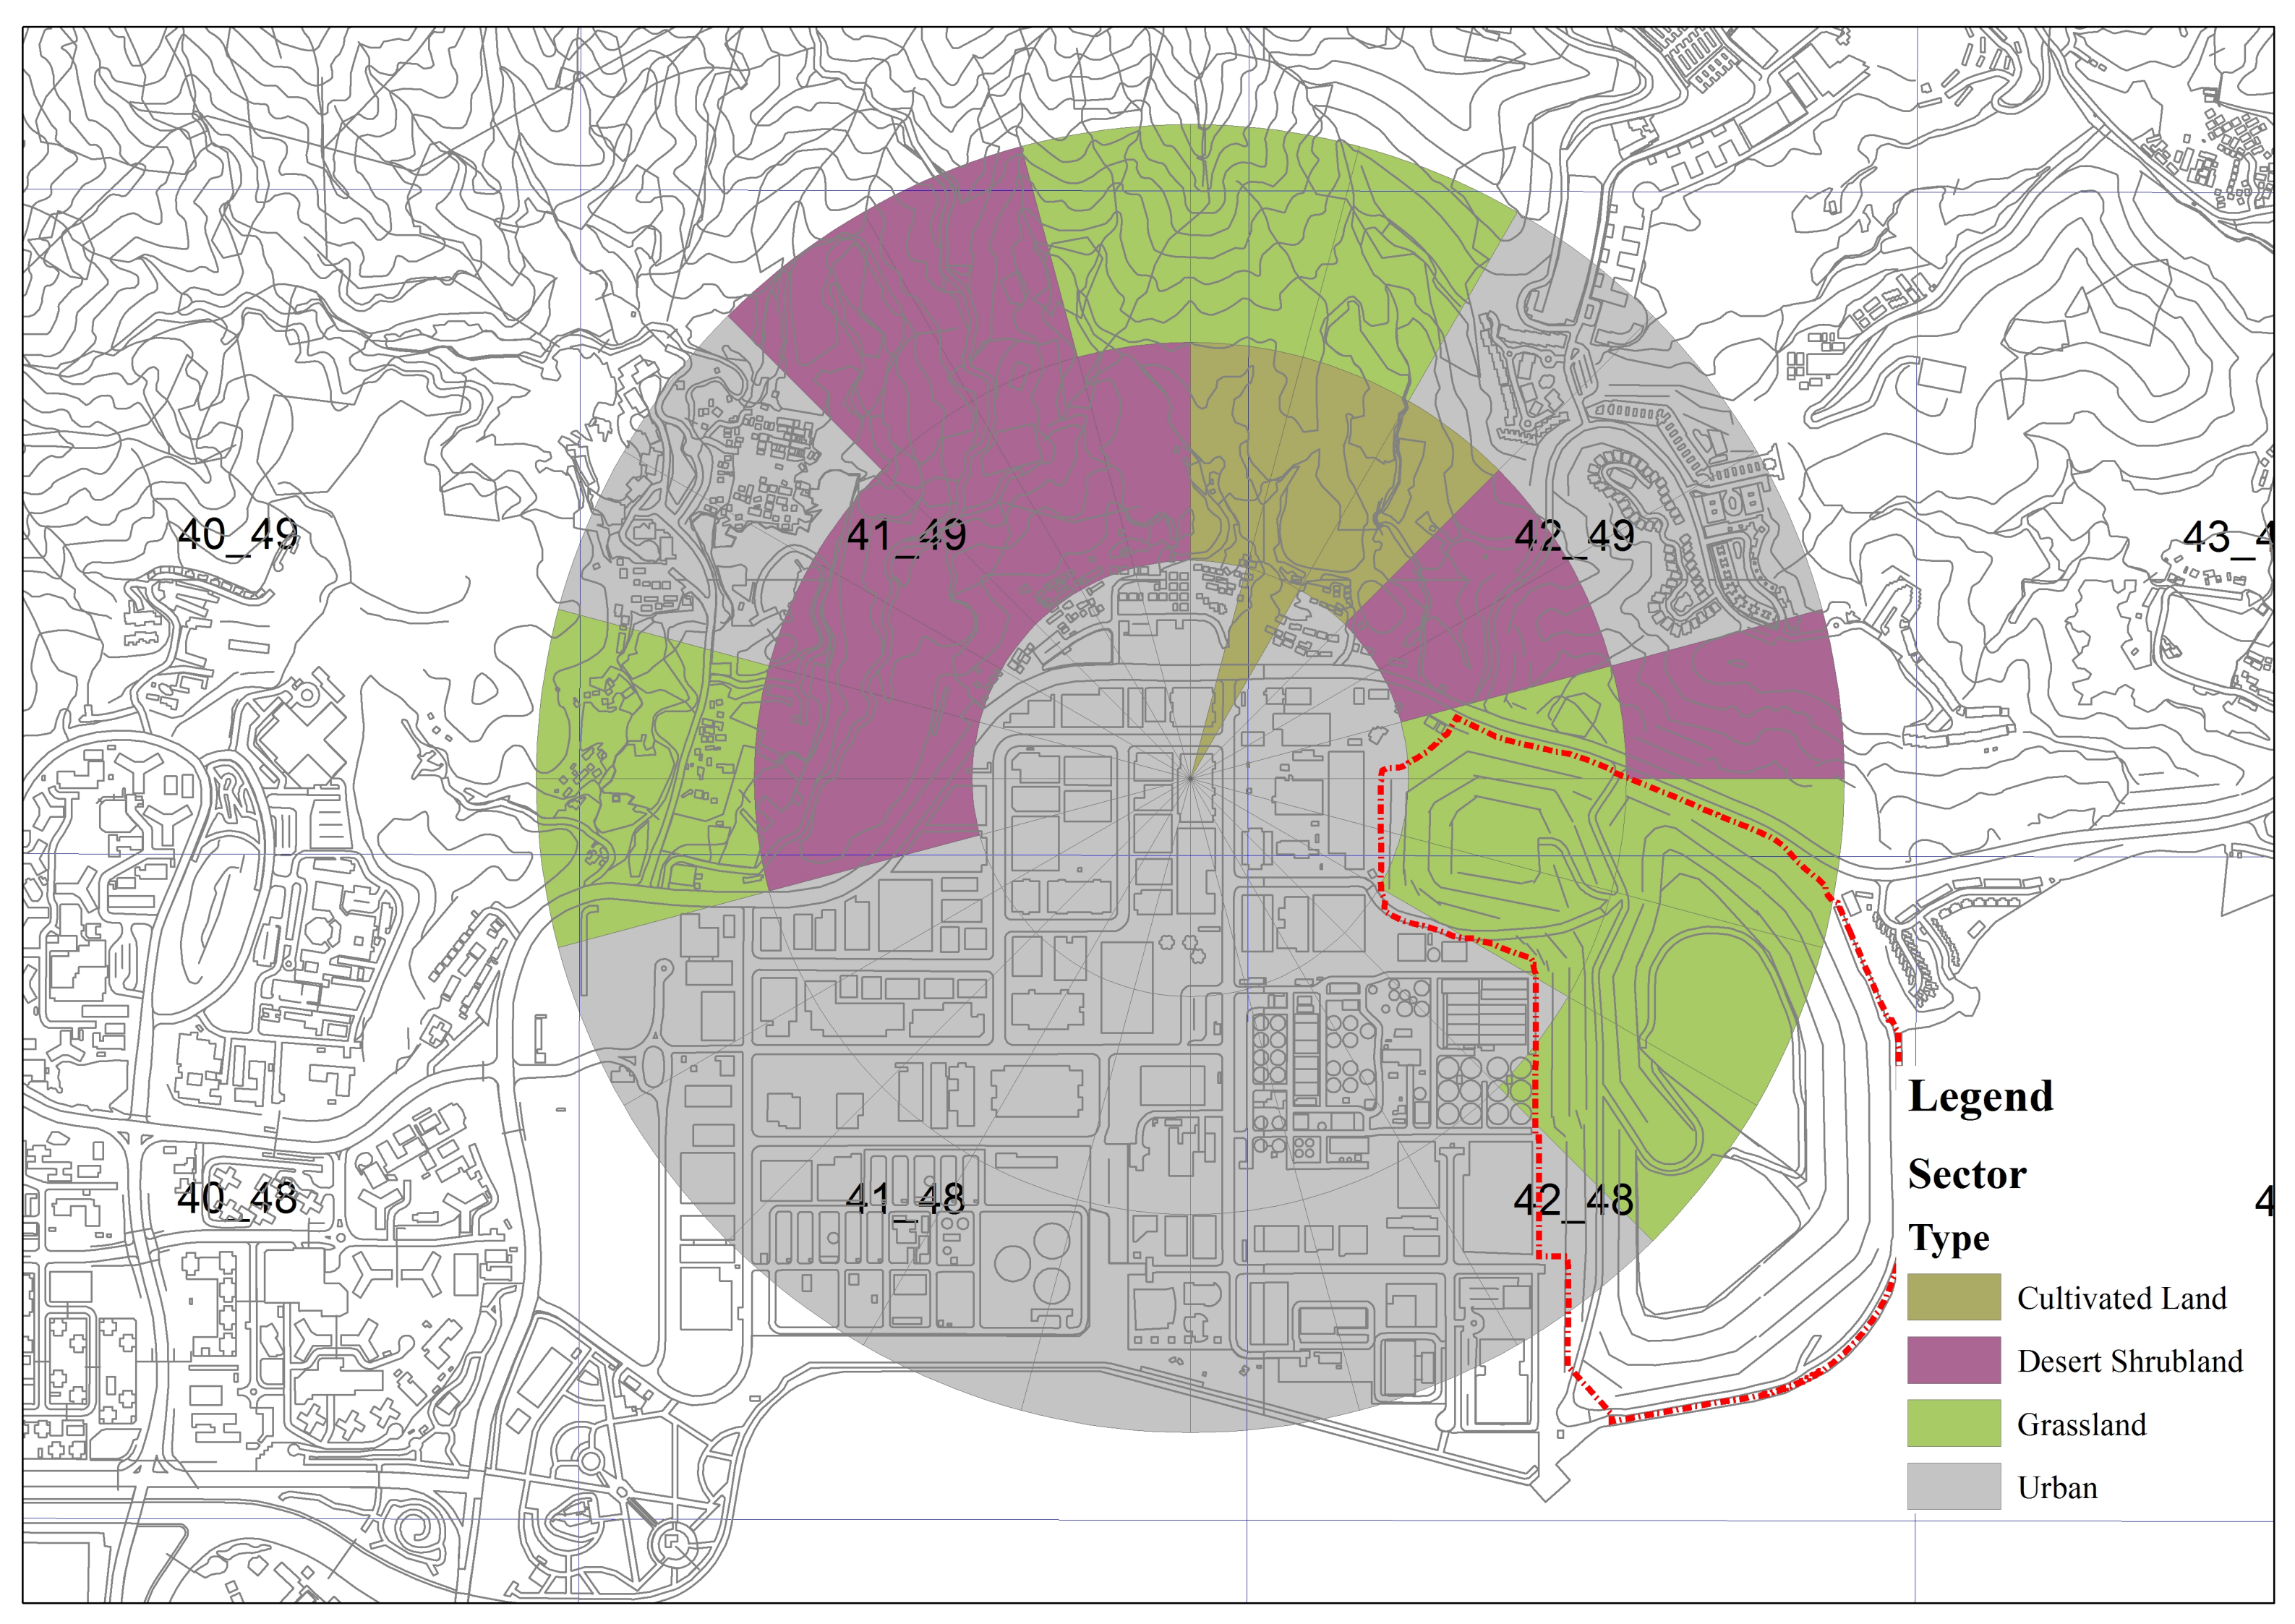 40_49
41_49
42_49
43_4
40_48
41_48
42_48
4
Legend
Sector
Type
Cultivated Land
Desert Shrubland
Grassland
Urban